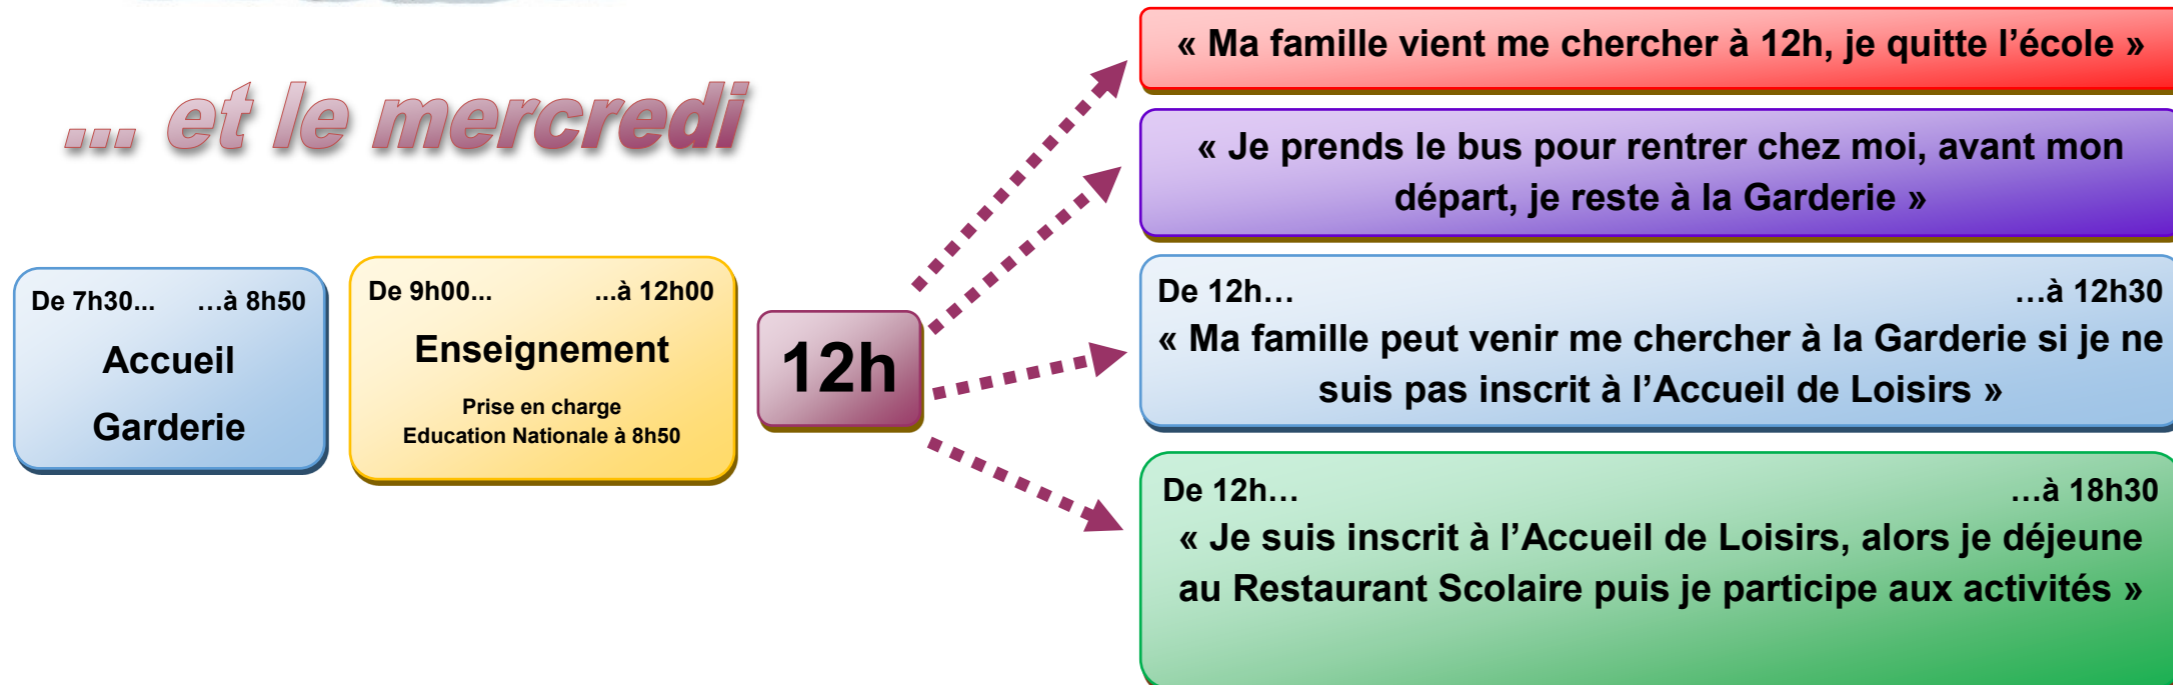 ... et le mercredi
De 7h30... …à 8h50
Accueil
Garderie
De 9h00... ...à 12h00
Enseignement
Prise en charge
Education Nationale à 8h50
12h
« Ma famille vient me chercher à 12h, je quitte l’école »
« Je prends le bus pour rentrer chez moi, avant mon
départ, je reste à la Garderie »
De 12h… …à 12h30
« Ma famille peut venir me chercher à la Garderie si je ne
suis pas inscrit à l’Accueil de Loisirs »
De 12h… …à 18h30
« Je suis inscrit à l’Accueil de Loisirs, alors je déjeune
au Restaurant Scolaire puis je participe aux activités »